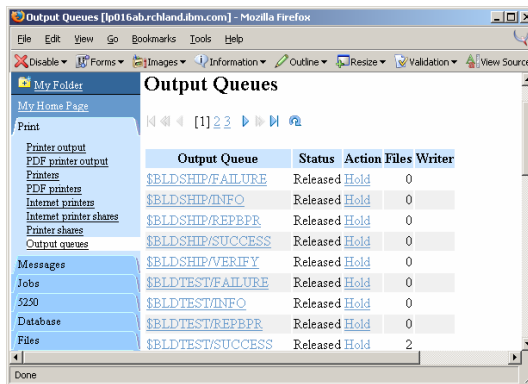 Output Queues [lp016ab.rchland.ibm.com] - Mozilla Firefox
File Edit View Go Bookmarks Tools Help
Disable Forms Images Information Outline Resize Validation View Source
My Folder
My Home Page
Print
Printer output
PDF printer output
Printers
PDF printers
Internet printers
Internet printer shares
Printer shares
Output queues
Messages
Jobs
5250
Database
Files
Output Queues
[1] 2 3
Output Queue Status Action Files Writer
$BLDSHIP/FAILURE Released Hold 0
$BLDSHIP/INFO Released Hold 0
$BLDSHIP/REPBPR Released Hold 0
$BLDSHIP/SUCCESS Released Hold 0
$BLDSHIP/VERIFY Released Hold 0
$BLDTEST/FAILURE Released Hold 0
$BLDTEST/INFO Released Hold 0
$BLDTEST/REPBPR Released Hold 0
$BLDTEST/SUCCESS Released Hold 2
Done